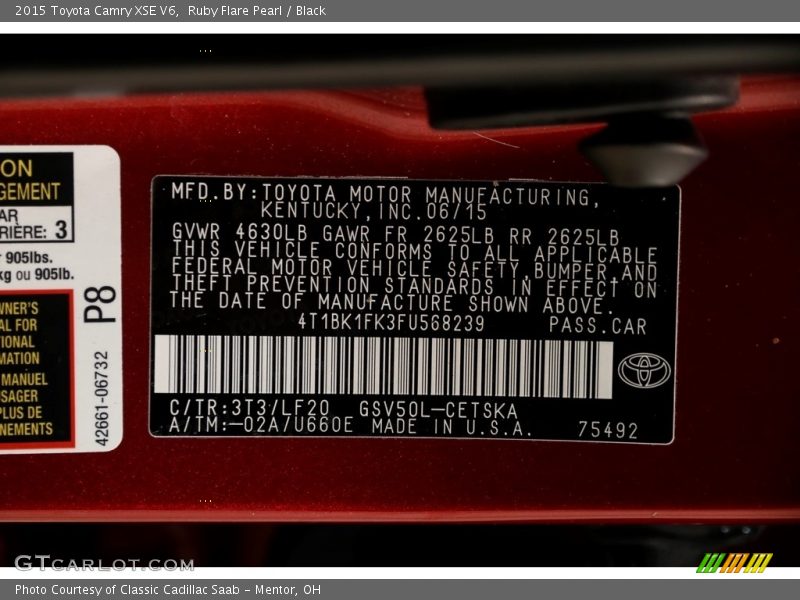 2015 Toyota Camry XSE V6, Ruby Flare Pearl / Black
ON
GEMENT
AR
RIÈRE: 3
905lbs.
kg ou 905lb.
WNER'S
AL FOR
TIONAL
MATION
MANUEL
SAGER
PLUS DE
NEMENTS
P8
42661-06732
MFD. BY: TOYOTA MOTOR MANUFACTURING,
KENTUCKY, INC. 06/15
GVWR 4630LB GAWR FR 2625LB RR 2625LB
THIS VEHICLE CONFORMS TO ALL APPLICABLE
FEDERAL MOTOR VEHICLE SAFETY, BUMPER, AND
THEFT PREVENTION STANDARDS IN EFFECT ON
THE DATE OF MANUFACTURE SHOWN ABOVE.
4T1BK1FK3FU568239 PASS. CAR
C/TR: 3T3/LF20 GSV50L-CETSKA
A/TM: -02A/U660E MADE IN U.S.A. 75492
GTCARLOT.COM
Photo Courtesy of Classic Cadillac Saab - Mentor, OH